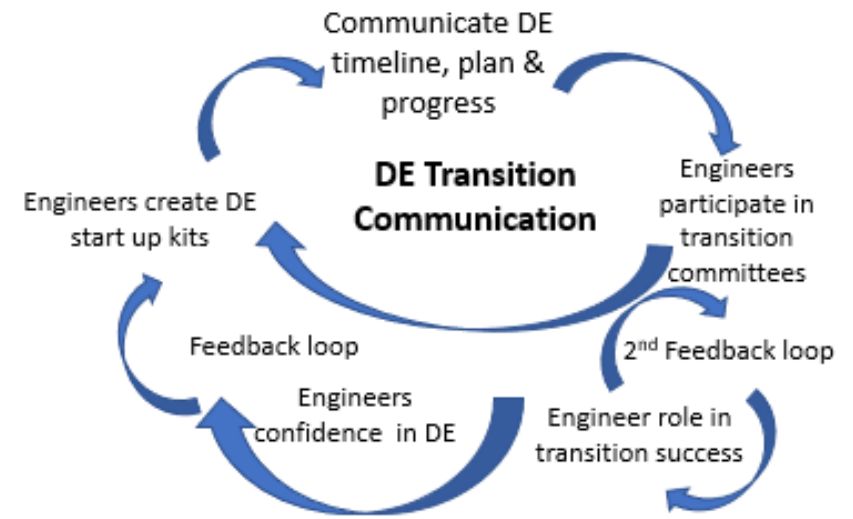 Communicate DE
timeline, plan &
progress
DE Transition
Communication
Engineers
participate in
transition
committees
Engineers create DE
start up kits
Feedback loop
2nd Feedback loop
Engineers
confidence in DE
Engineer role in
transition success